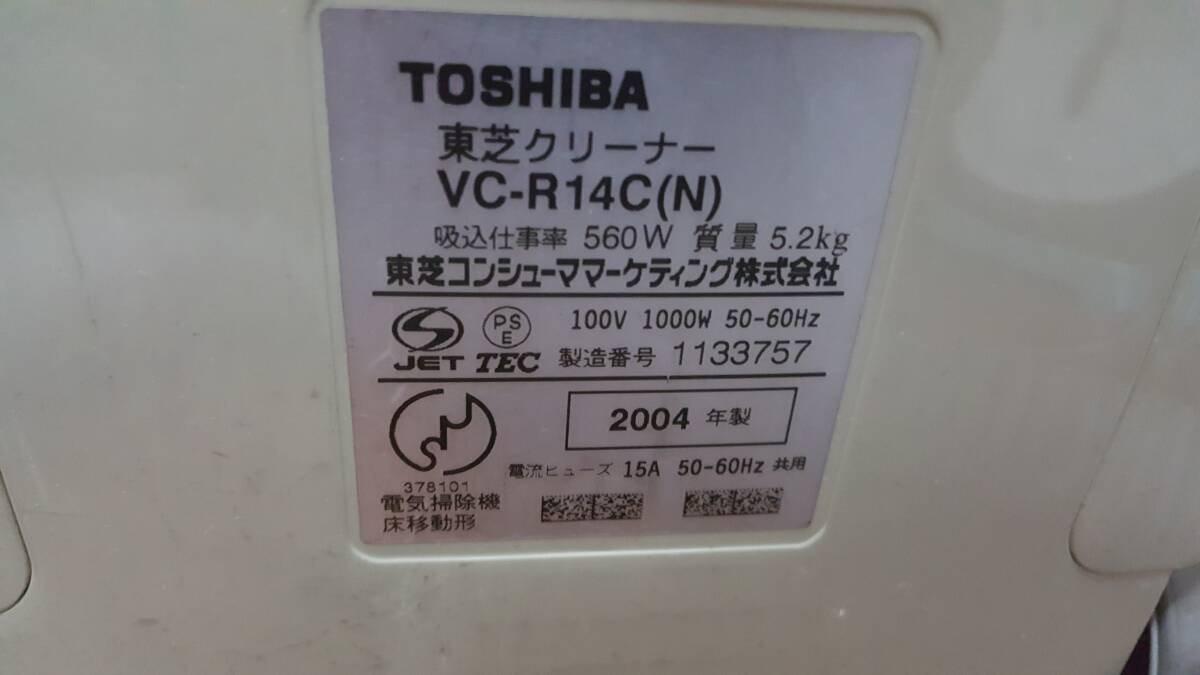 TOSHIBA
東芝クリーナー
VC-R14C(N)
吸込仕事率 560W 質量 5.2kg
東芝コンシューママーケティング株式会社
S JET PS E TEC 100V 1000W 50-60Hz
製造番号 1133757
2004 年製
電流ヒューズ 15A 50-60Hz 共用
378101
電気掃除機
床移動形